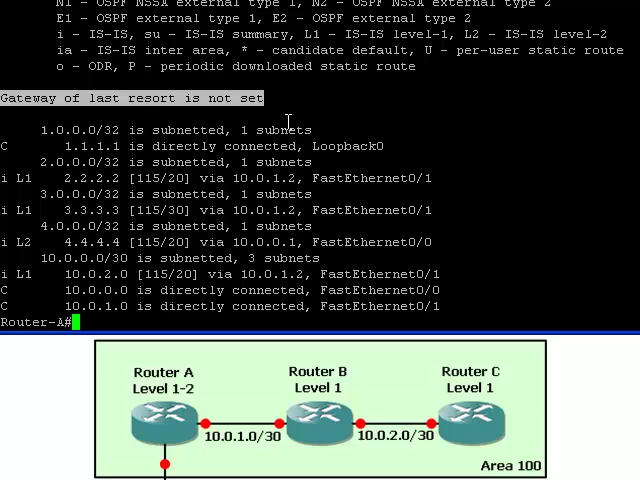 N1 - OSPF NSSA external type 1, N2 - OSPF NSSA external type 2
E1 - OSPF external type 1, E2 - OSPF external type 2
i - IS-IS, su - IS-IS summary, L1 - IS-IS level-1, L2 - IS-IS level-2
ia - IS-IS inter area, * - candidate default, U - per-user static route
o - ODR, P - periodic downloaded static route
Gateway of last resort is not set
1.0.0.0/32 is subnetted, 1 subnets
C 1.1.1.1 is directly connected, Loopback0
2.0.0.0/32 is subnetted, 1 subnets
i L1 2.2.2.2 [115/20] via 10.0.1.2, FastEthernet0/1
3.0.0.0/32 is subnetted, 1 subnets
i L1 3.3.3.3 [115/30] via 10.0.1.2, FastEthernet0/1
4.0.0.0/32 is subnetted, 1 subnets
i L2 4.4.4.4 [115/20] via 10.0.0.1, FastEthernet0/0
10.0.0.0/30 is subnetted, 3 subnets
i L1 10.0.2.0 [115/20] via 10.0.1.2, FastEthernet0/1
C 10.0.0.0 is directly connected, FastEthernet0/0
C 10.0.1.0 is directly connected, FastEthernet0/1
Router-A#
Router A
Level 1-2
Router B
Level 1
Router C
Level 1
10.0.1.0/30
10.0.2.0/30
Area 100